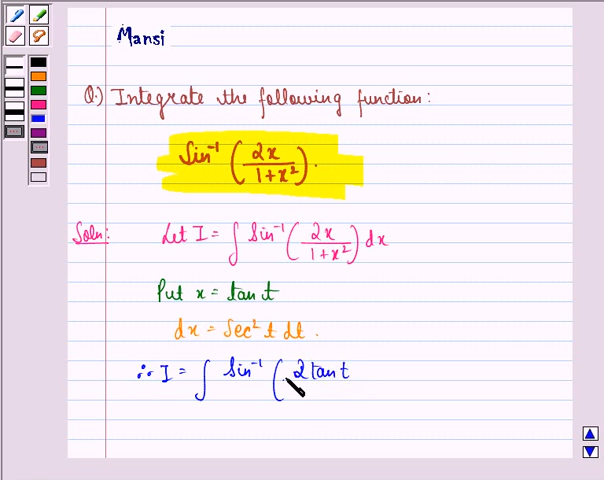 Mansi
Q.) Integrate the following function:
Sin⁻¹ (2x/1+x²).
Soln: Let I = ∫ Sin⁻¹ (2x/1+x²) dx
Put x = tan t
dx = Sec² t dt.
∴ I = ∫ Sin⁻¹ (2 tan t